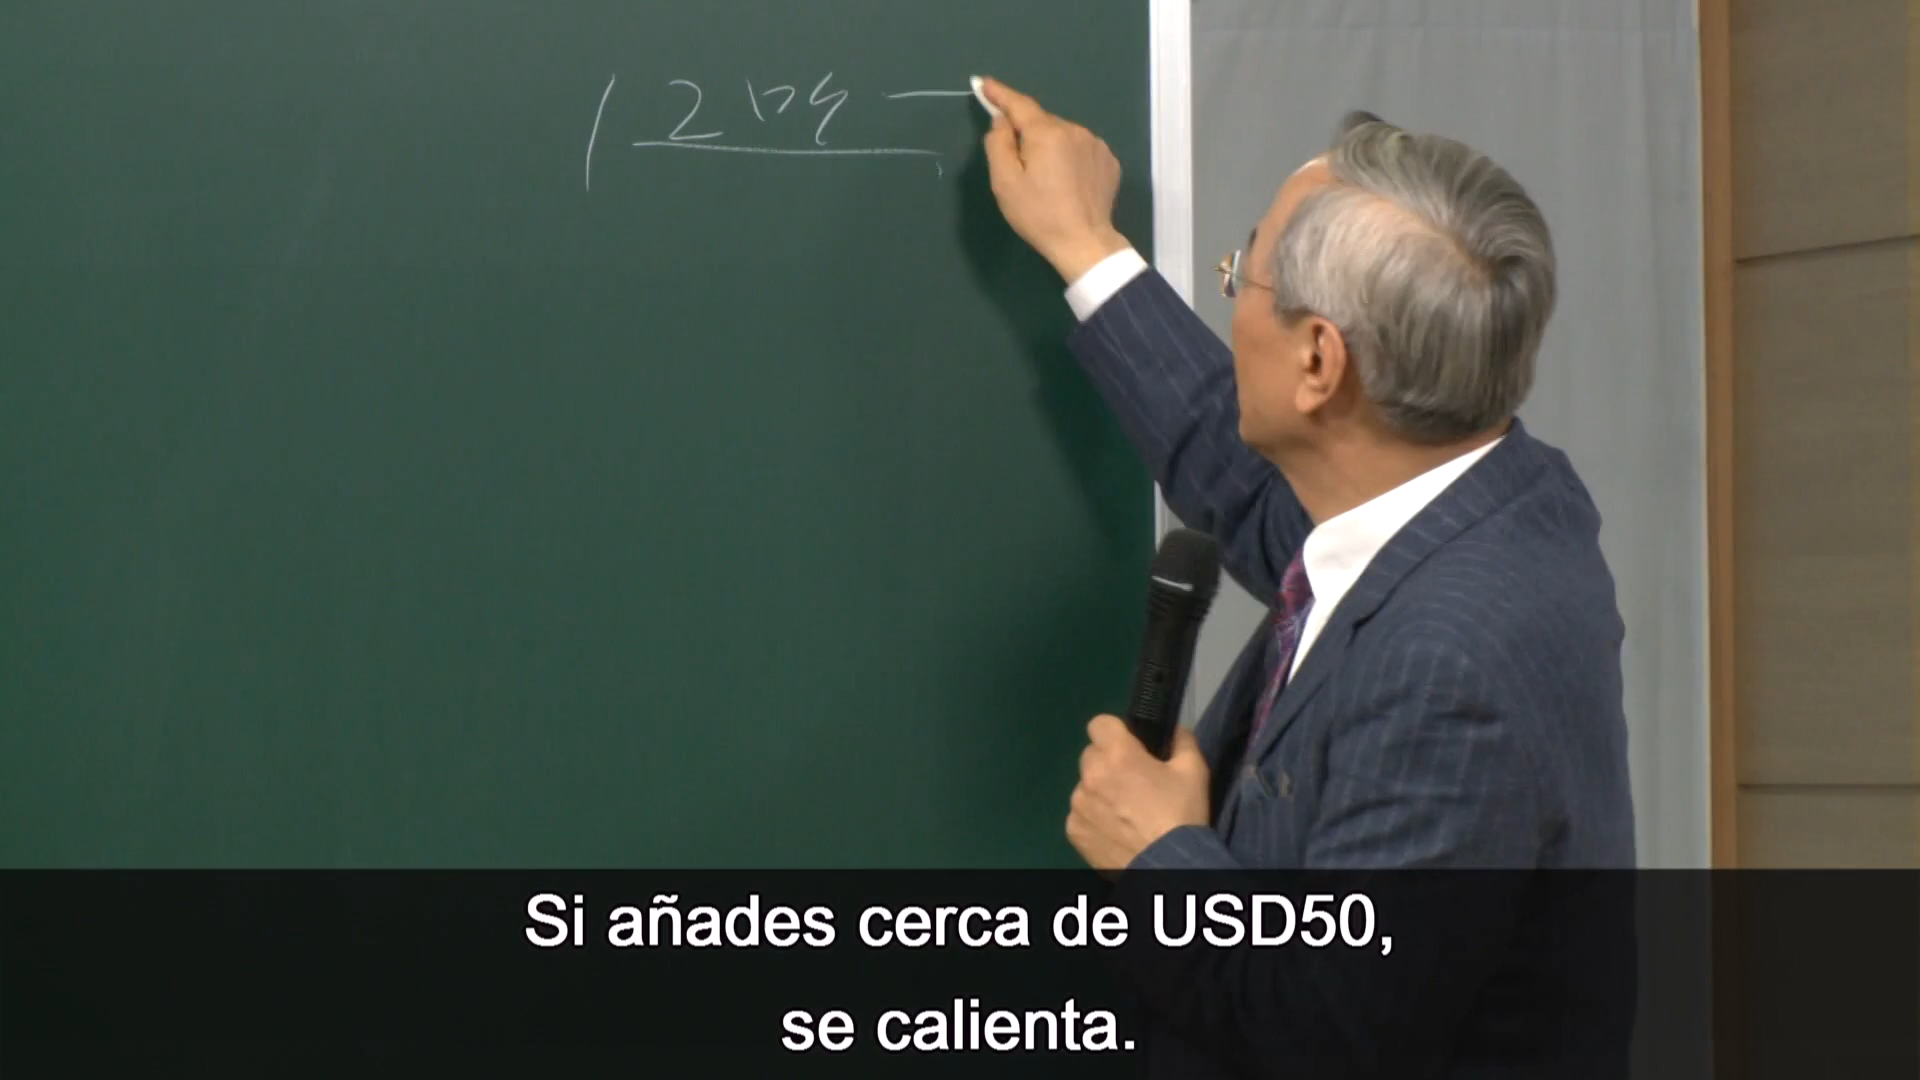 Si añades cerca de USD50,
se calienta.